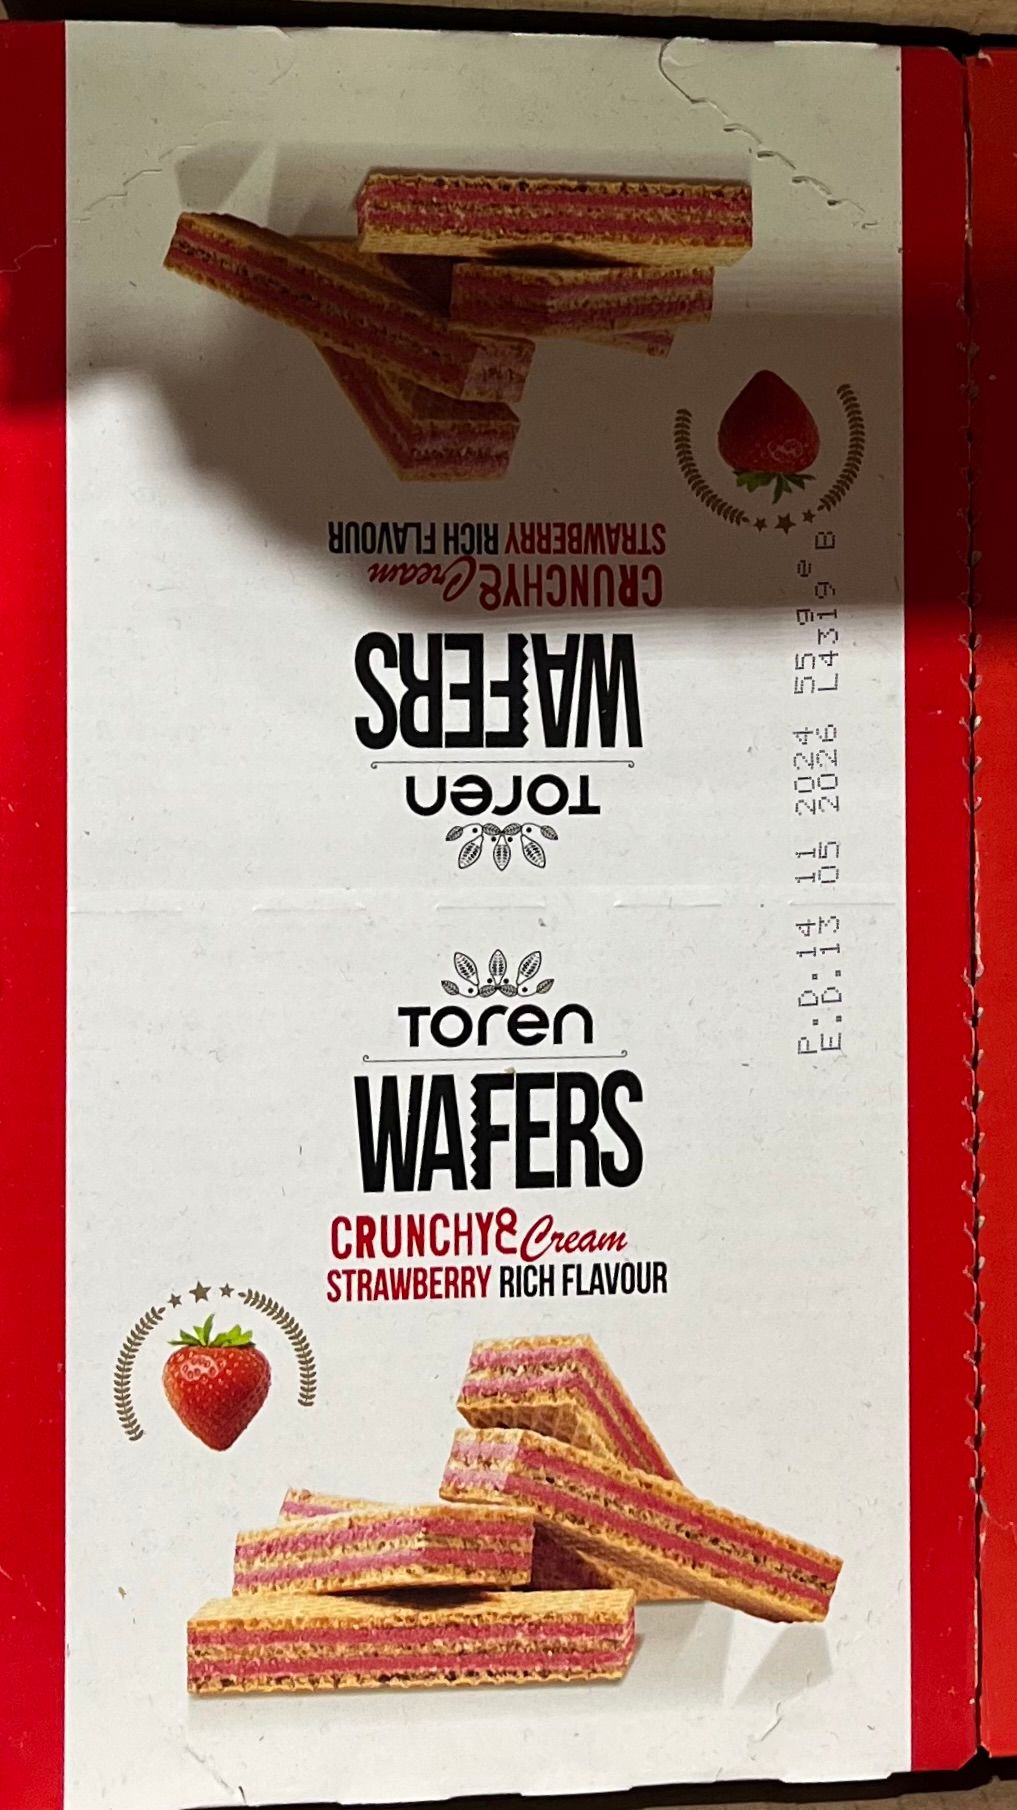 STRAWBERRY RICH FLAVOUR
CRUNCHY& Cream
WAFERS
Toren
Toren
WAFERS
CRUNCHY& Cream
STRAWBERRY RICH FLAVOUR
P.D:14 11 2024 55 g e
E.D:13 05 2026 L4319 B